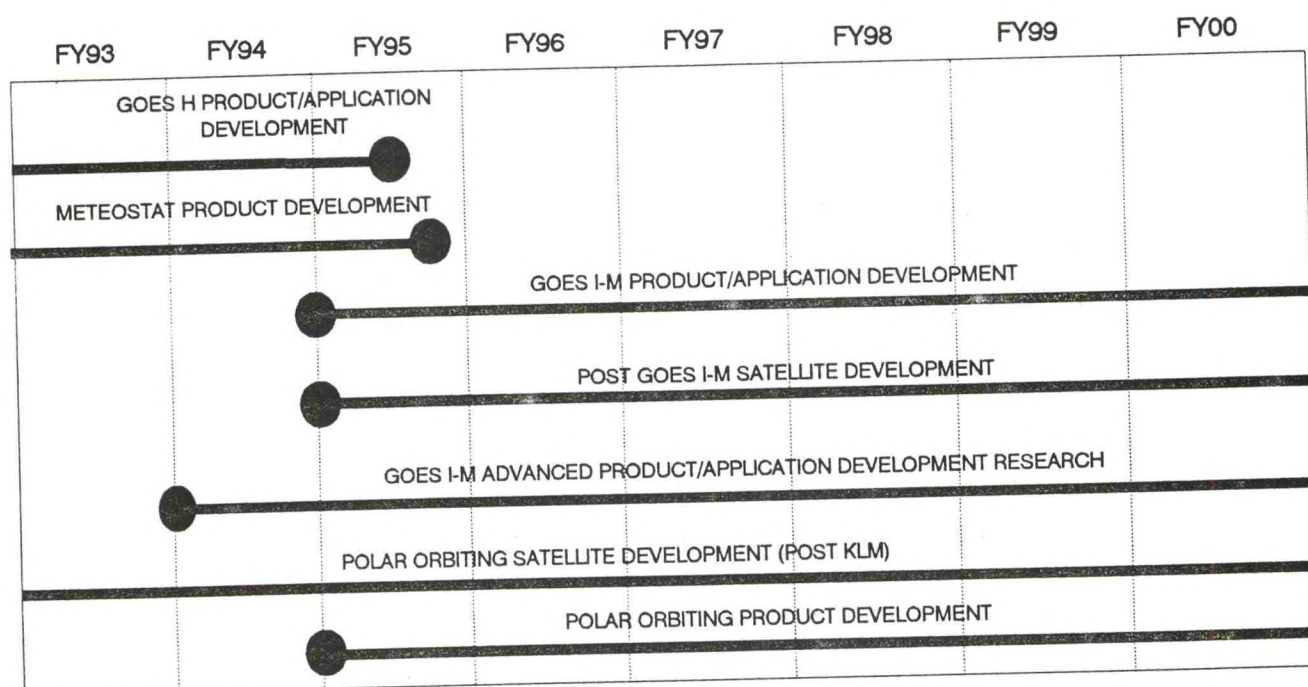 FY93 FY94 FY95 FY96 FY97 FY98 FY99 FY00
GOES H PRODUCT/APPLICATION
DEVELOPMENT
METEOSTAT PRODUCT DEVELOPMENT
GOES I-M PRODUCT/APPLICATION DEVELOPMENT
POST GOES I-M SATELLITE DEVELOPMENT
GOES I-M ADVANCED PRODUCT/APPLICATION DEVELOPMENT RESEARCH
POLAR ORBITING SATELLITE DEVELOPMENT (POST KLM)
POLAR ORBITING PRODUCT DEVELOPMENT